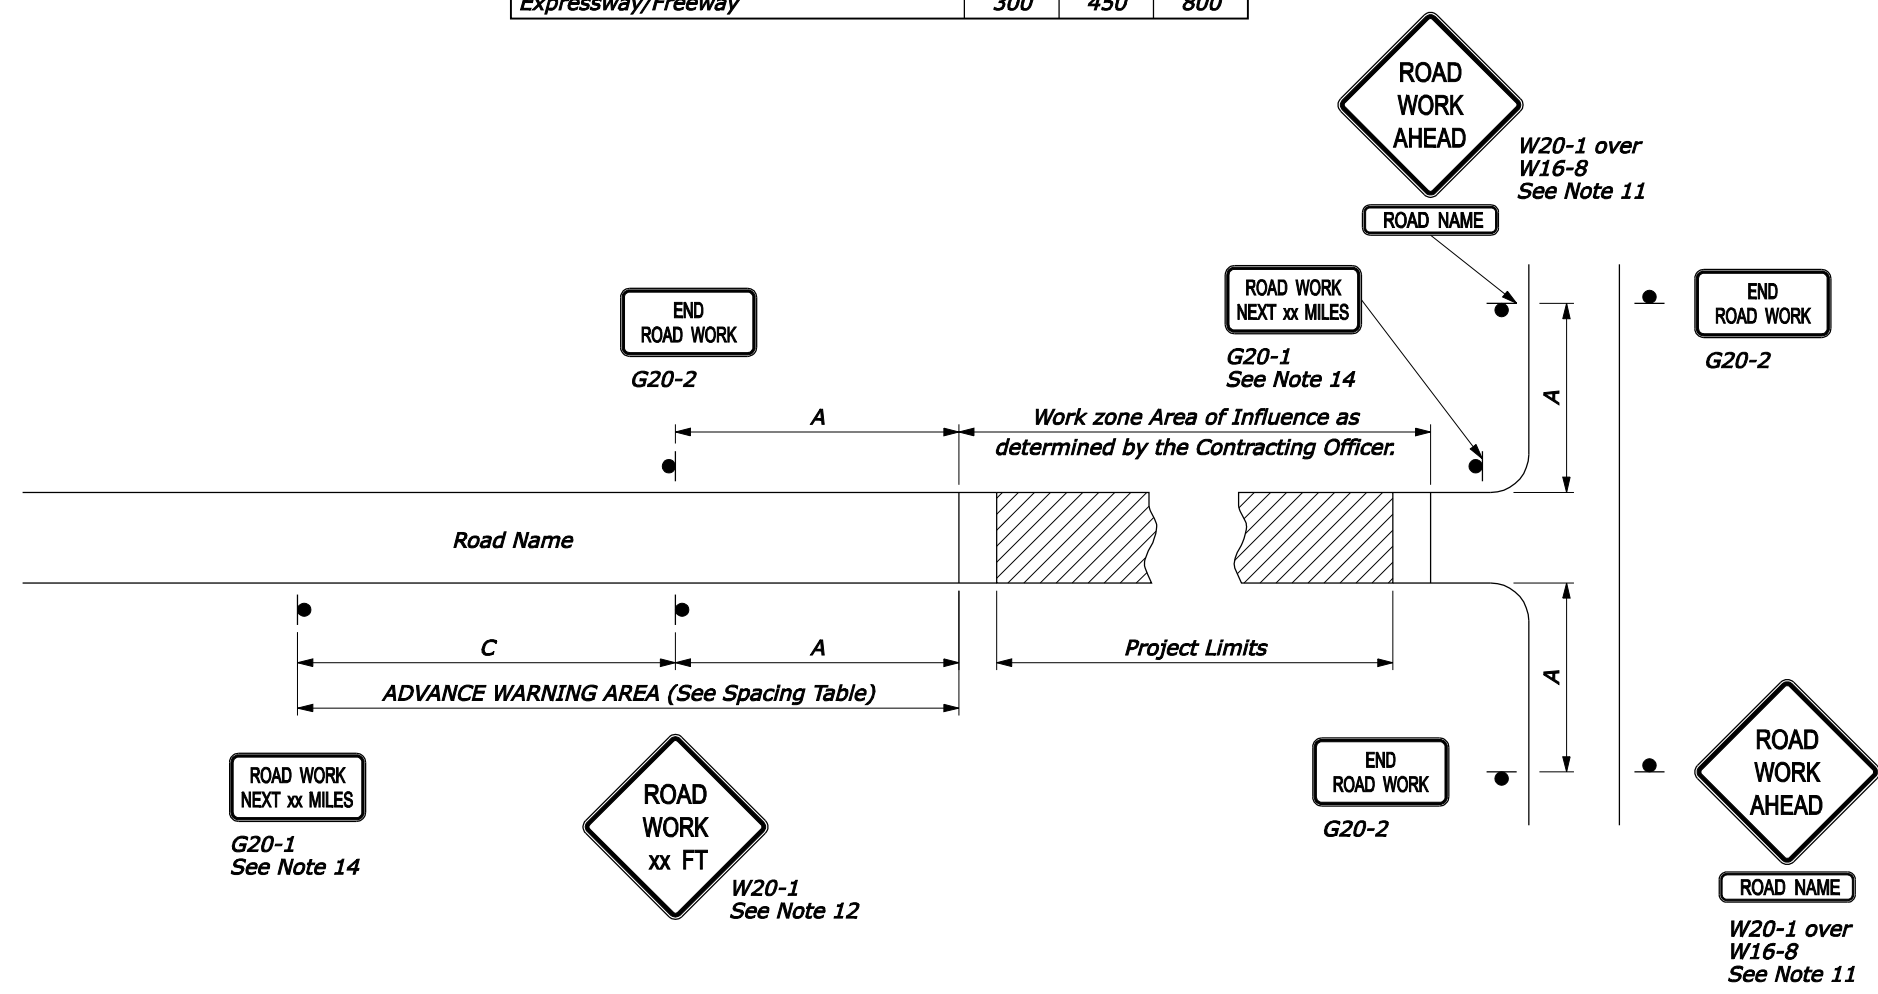 Expressway/Freeway 300 450 800
ROAD
WORK
AHEAD
W20-1 over
W16-8
See Note 11
ROAD NAME
ROAD WORK
NEXT xx MILES
G20-1
See Note 14
END
ROAD WORK
G20-2
END
ROAD WORK
G20-2
A
A
Work zone Area of Influence as
determined by the Contracting Officer.
Road Name
C
A
Project Limits
A
ADVANCE WARNING AREA (See Spacing Table)
ROAD WORK
NEXT xx MILES
G20-1
See Note 14
ROAD
WORK
xx FT
W20-1
See Note 12
END
ROAD WORK
G20-2
ROAD
WORK
AHEAD
ROAD NAME
W20-1 over
W16-8
See Note 11